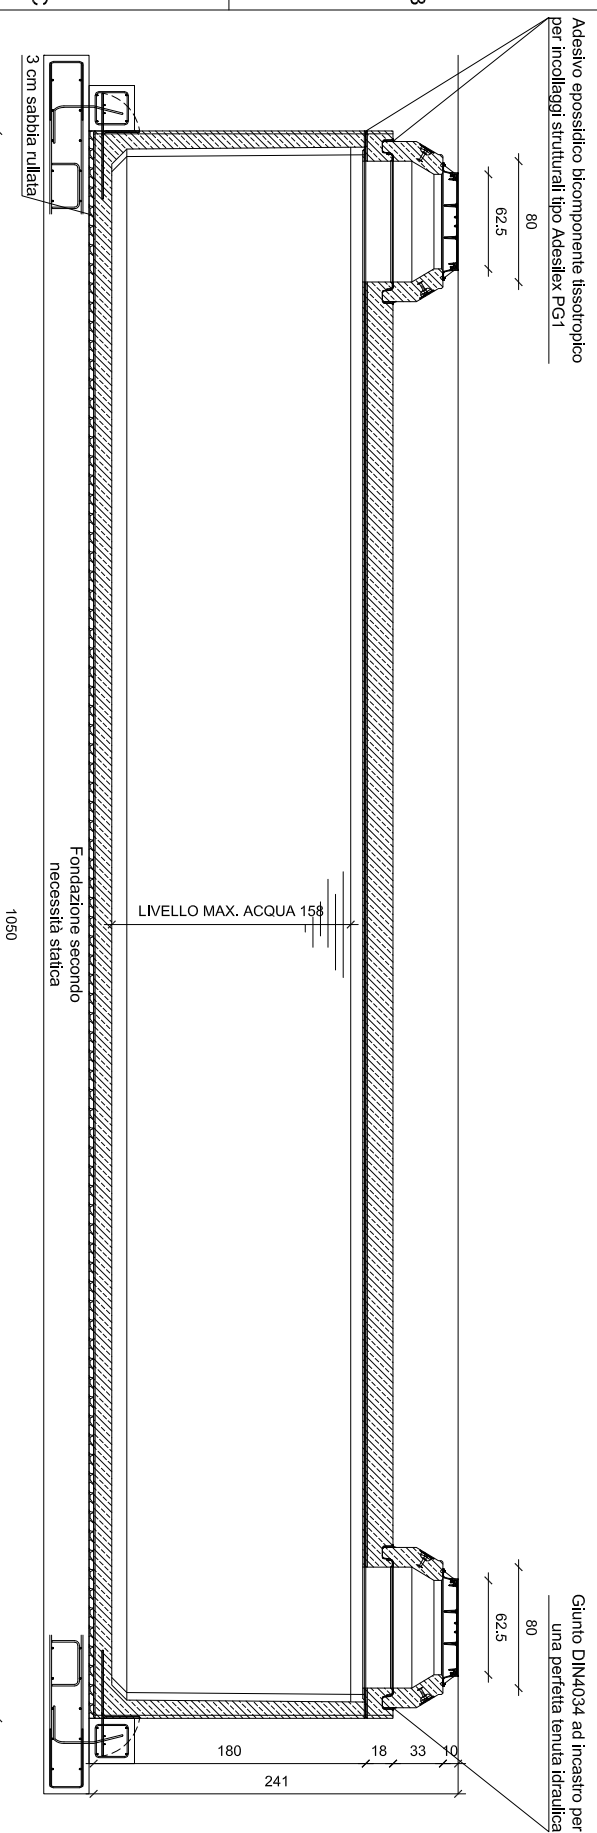 B
C
Adesivo epossidico bicomponente tissotropico
per incollaggi strutturali tipo Adesilex PG1
Giunto DIN4034 ad incastro per
una perfetta tenuta idraulica
80
62.5
80
62.5
LIVELLO MAX. ACQUA 158
10
33
18
180
241
3 cm sabbia rullata
Fondazione secondo
necessità statica
1050